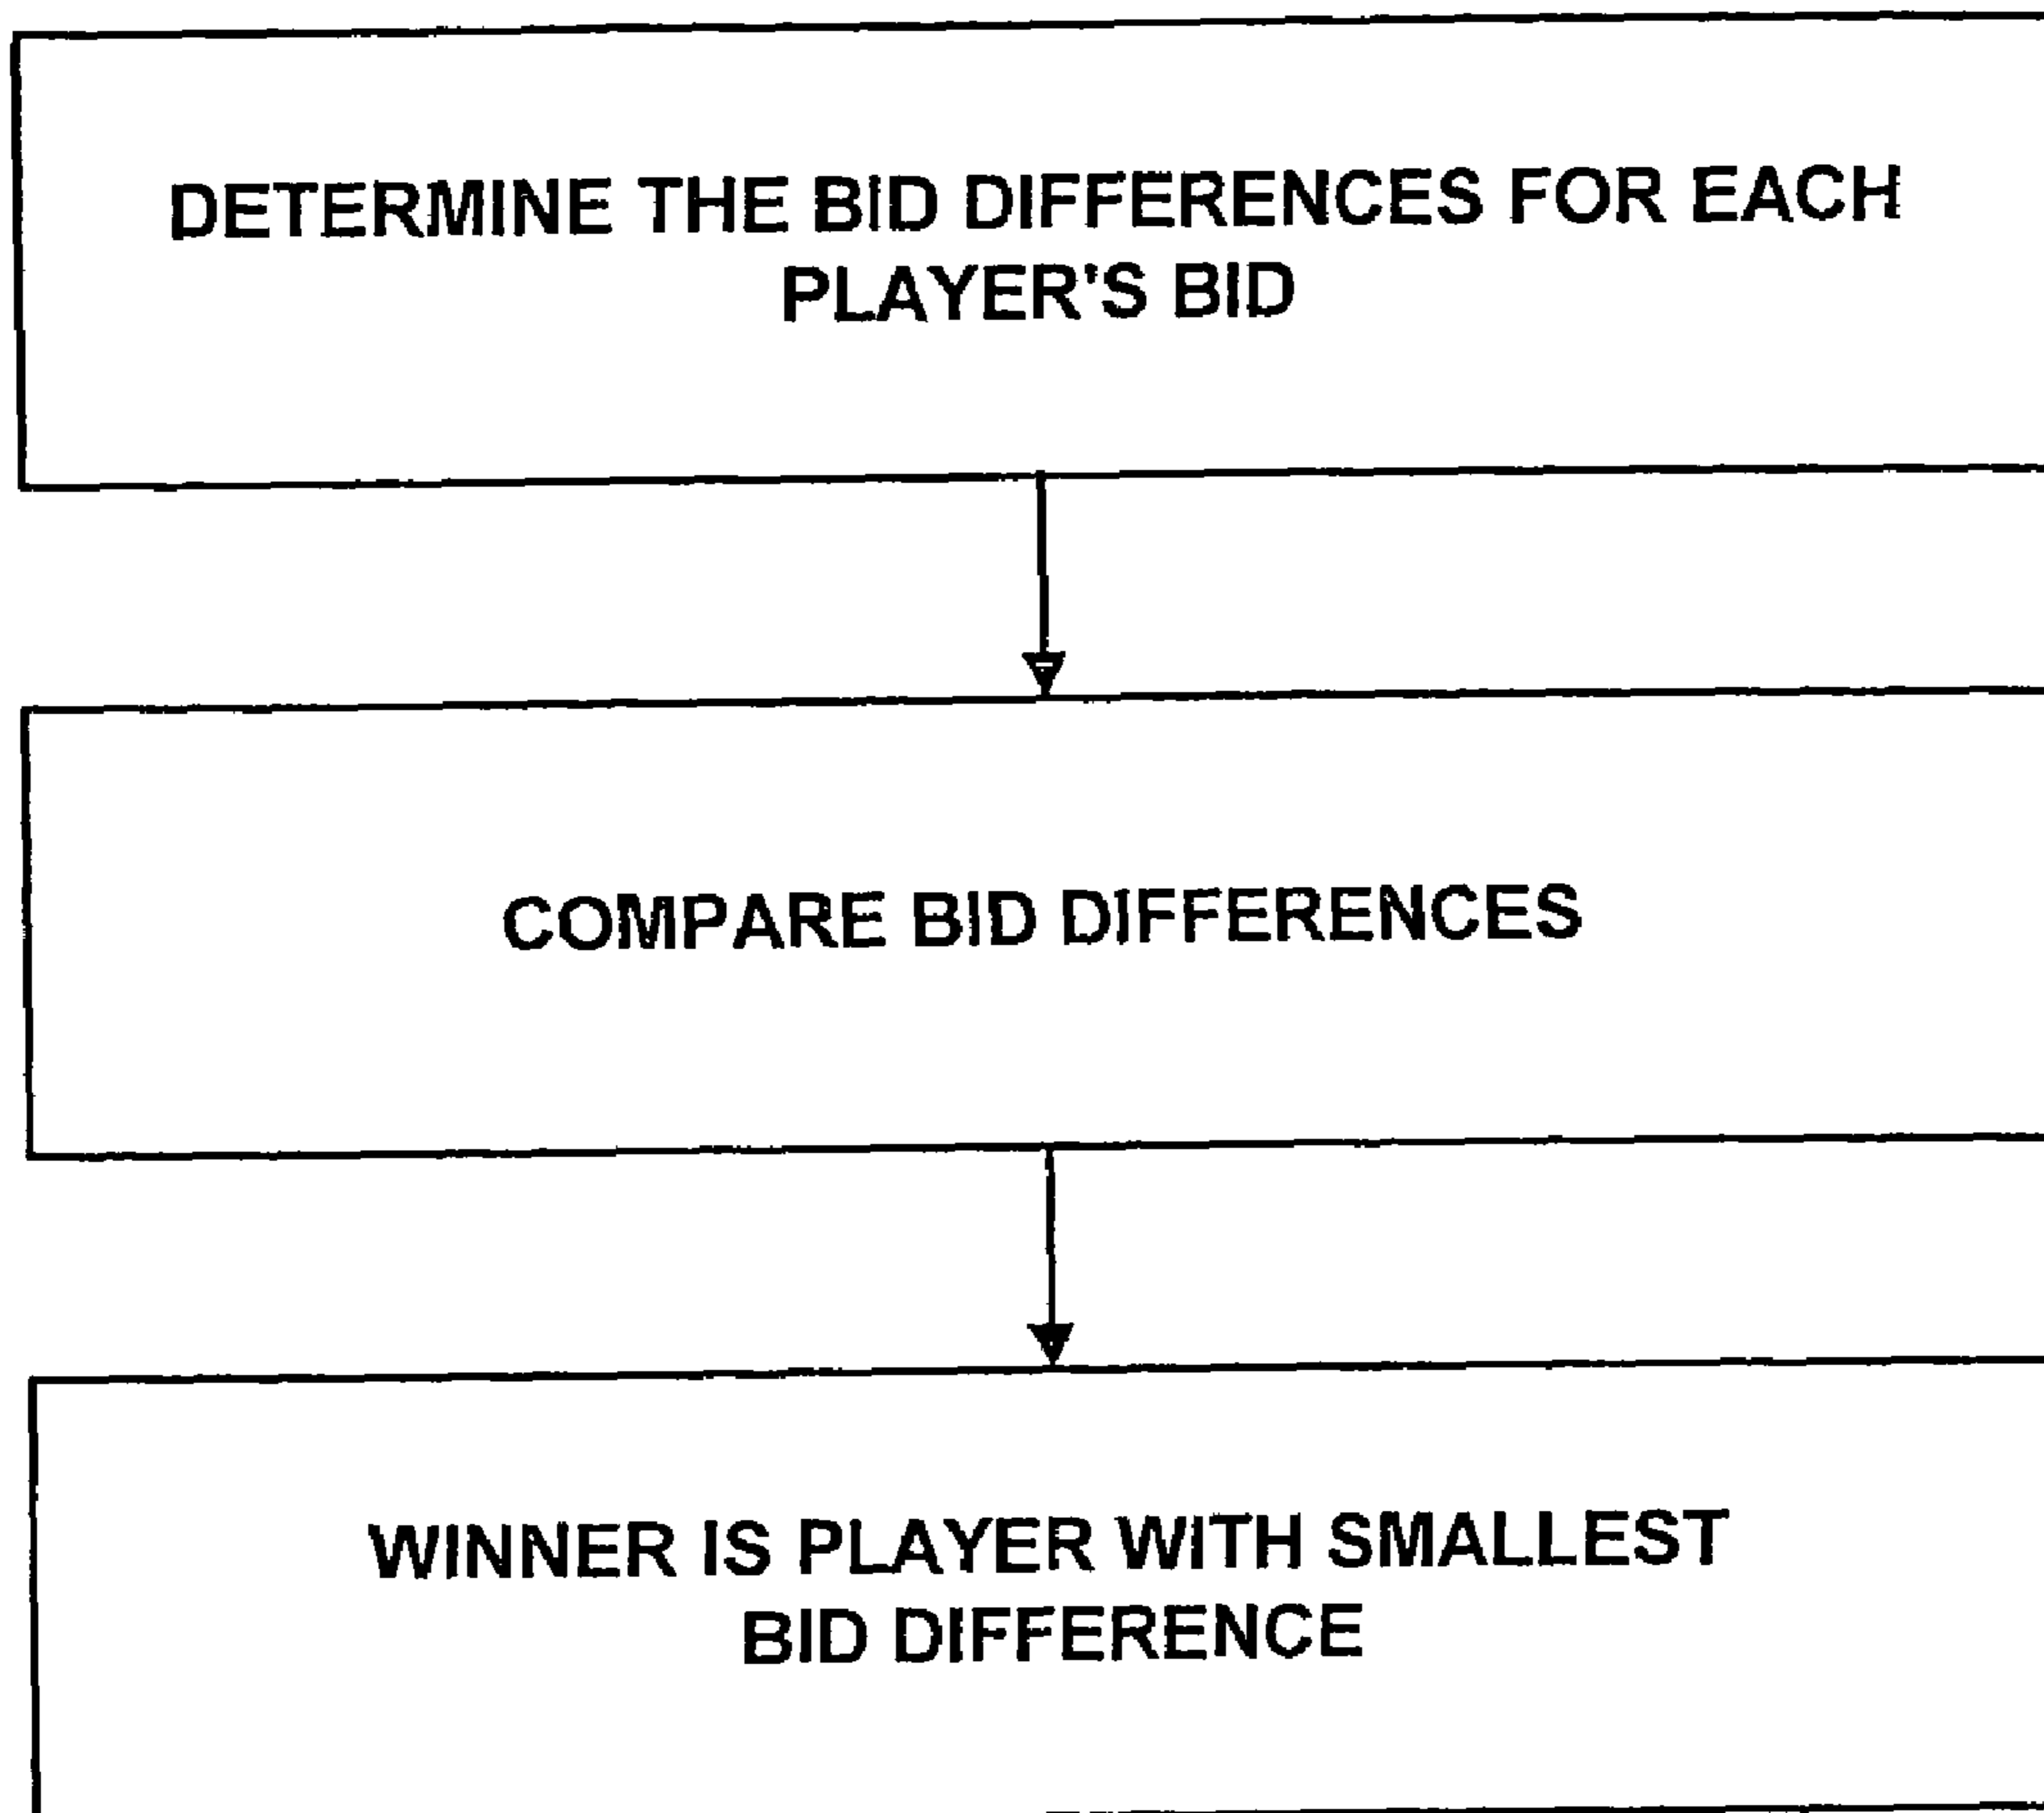 DETERMINE THE BID DIFFERENCES FOR EACH
PLAYER'S BID
COMPARE BID DIFFERENCES
WINNER IS PLAYER WITH SMALLEST
BID DIFFERENCE